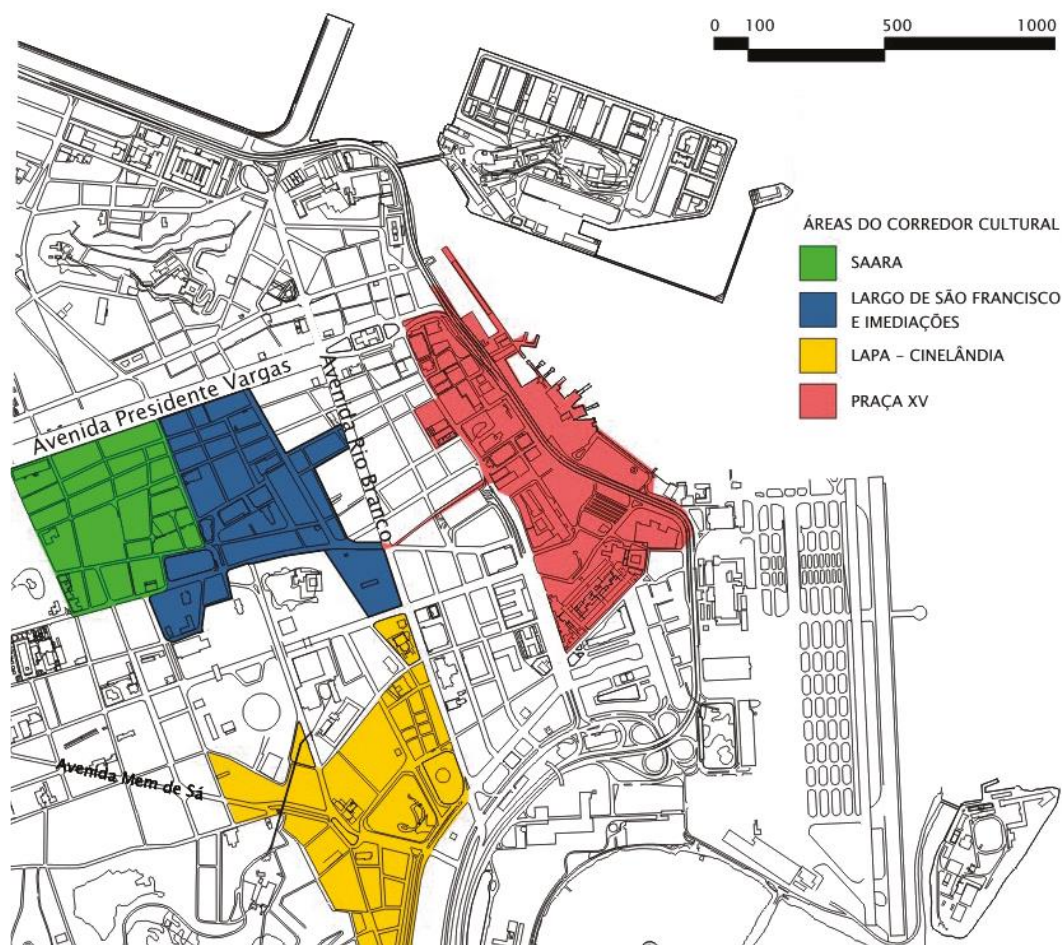 0 100 500 1000
ÁREAS DO CORREDOR CULTURAL
SAARA
LARGO DE SÃO FRANCISCO
E IMEDIAÇÕES
LAPA – CINELÂNDIA
PRAÇA XV
Avenida Presidente Vargas
Avenida Rio Branco
Avenida Mem de Sá